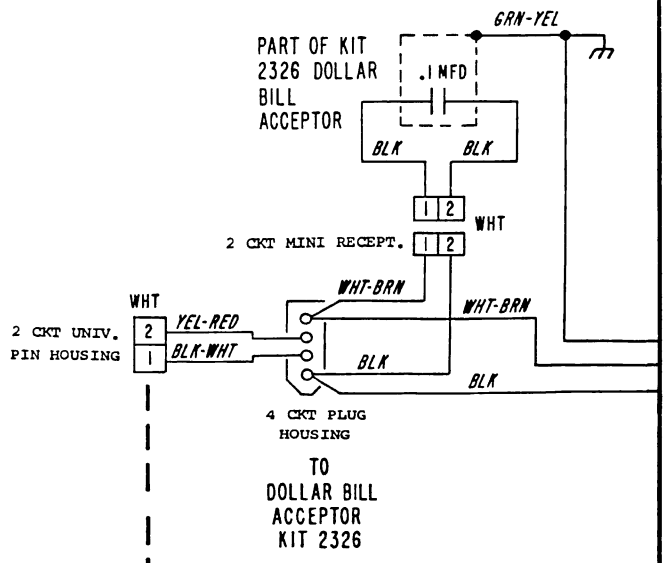 GRN-YEL
PART OF KIT
2326 DOLLAR
BILL
ACCEPTOR
.1 MFD
BLK
BLK
1 2
WHT
2 CKT MINI RECEPT.
1 2
WHT-BRN
WHT-BRN
WHT
2 CKT UNIV.
PIN HOUSING
2
1
YEL-RED
BLK-WHT
BLK
BLK
4 CKT PLUG
HOUSING
TO
DOLLAR BILL
ACCEPTOR
KIT 2326